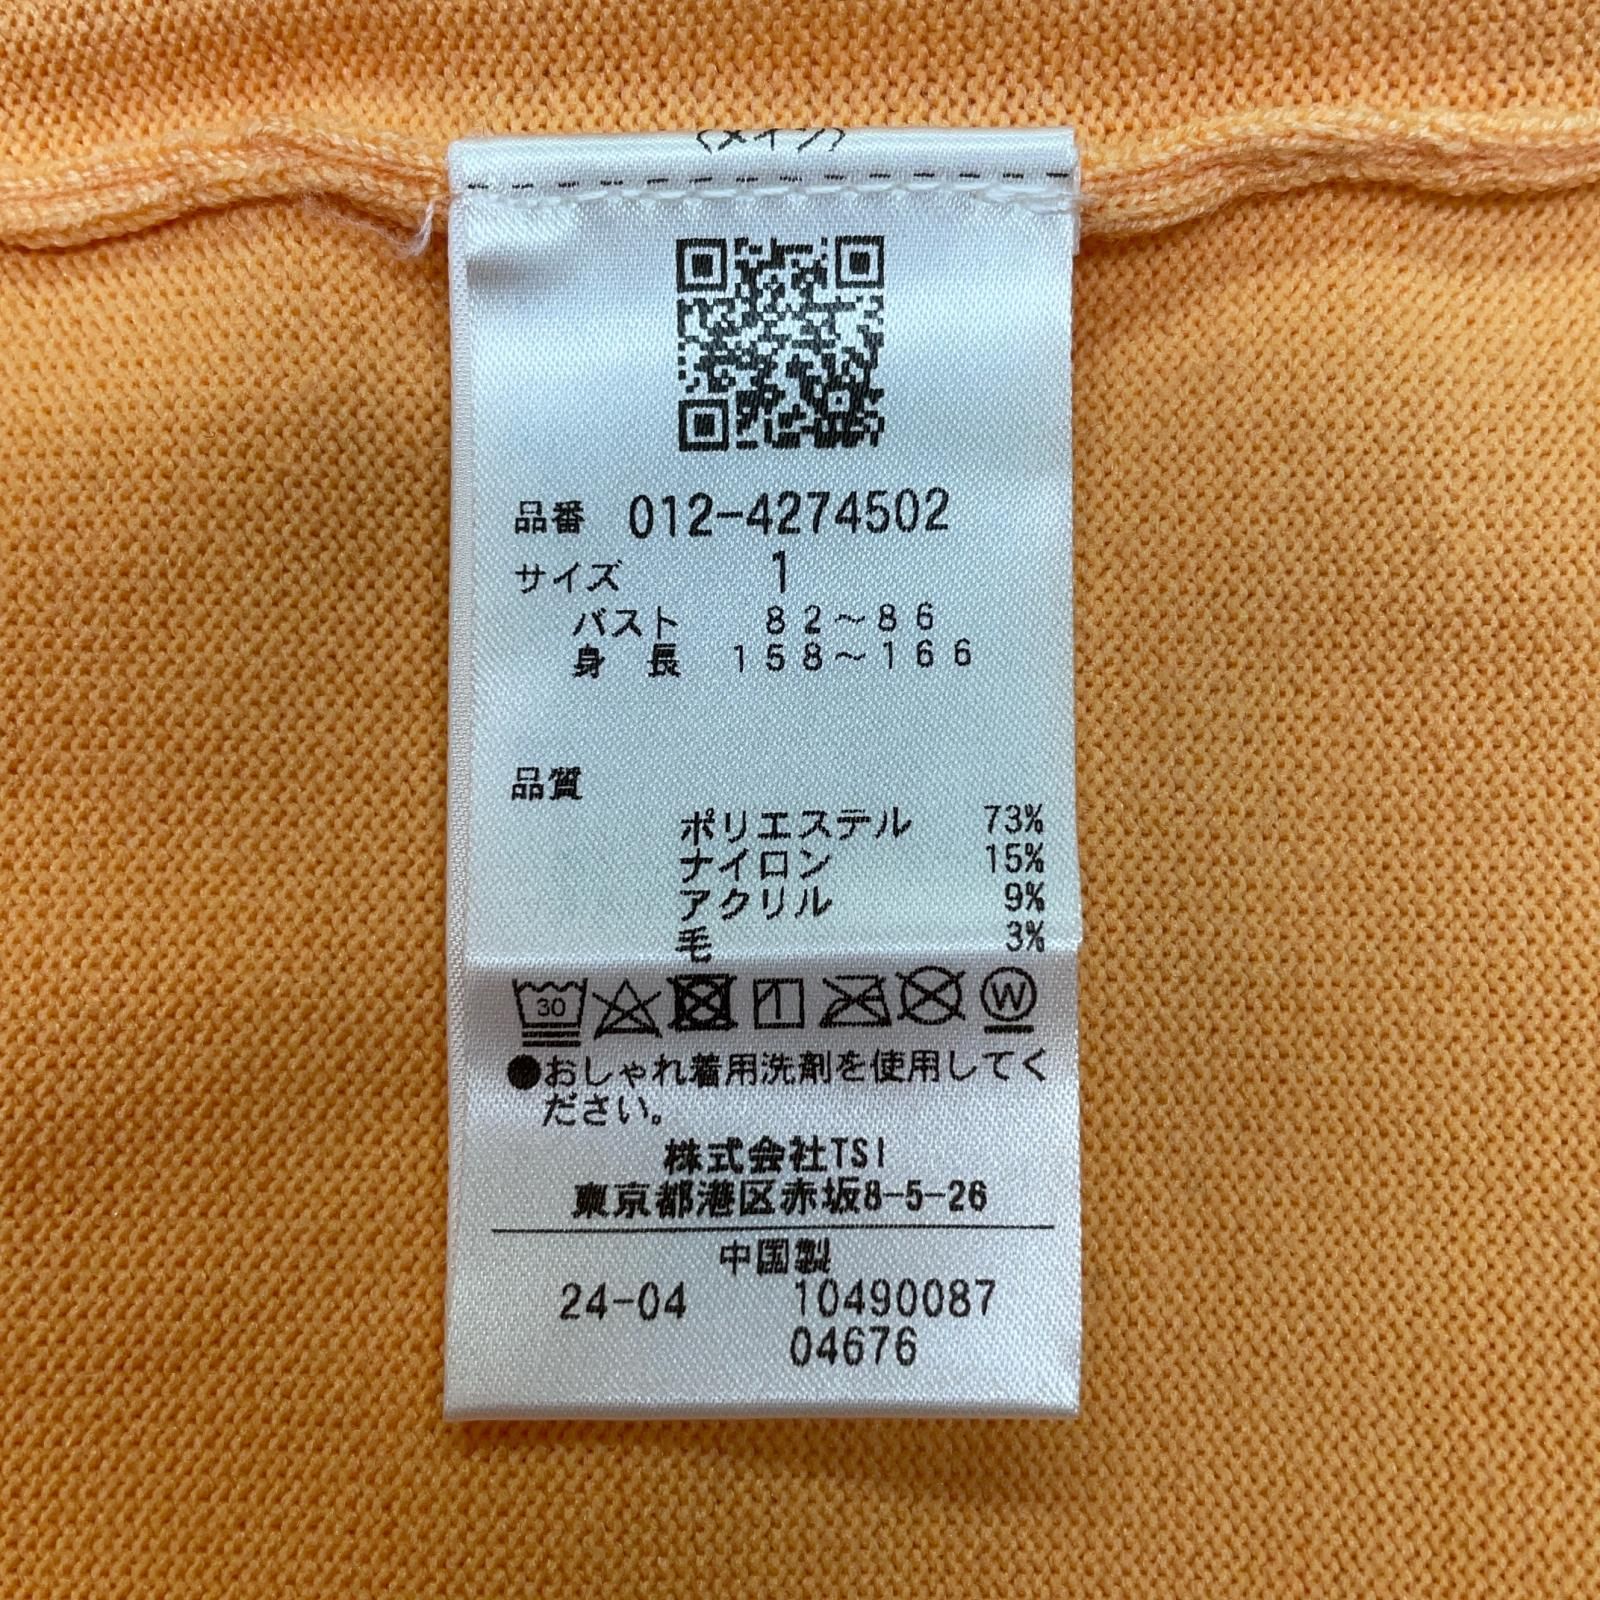 〈メイン〉
品番 012-4274502
サイズ 1
バスト 82～86
身長 158～166
品質
ポリエステル 73%
ナイロン 15%
アクリル 9%
毛 3%
30 W
●おしゃれ着用洗剤を使用してく
ださい。
株式会社TSI
東京都港区赤坂8-5-26
中国製
24-04 10490087
04676